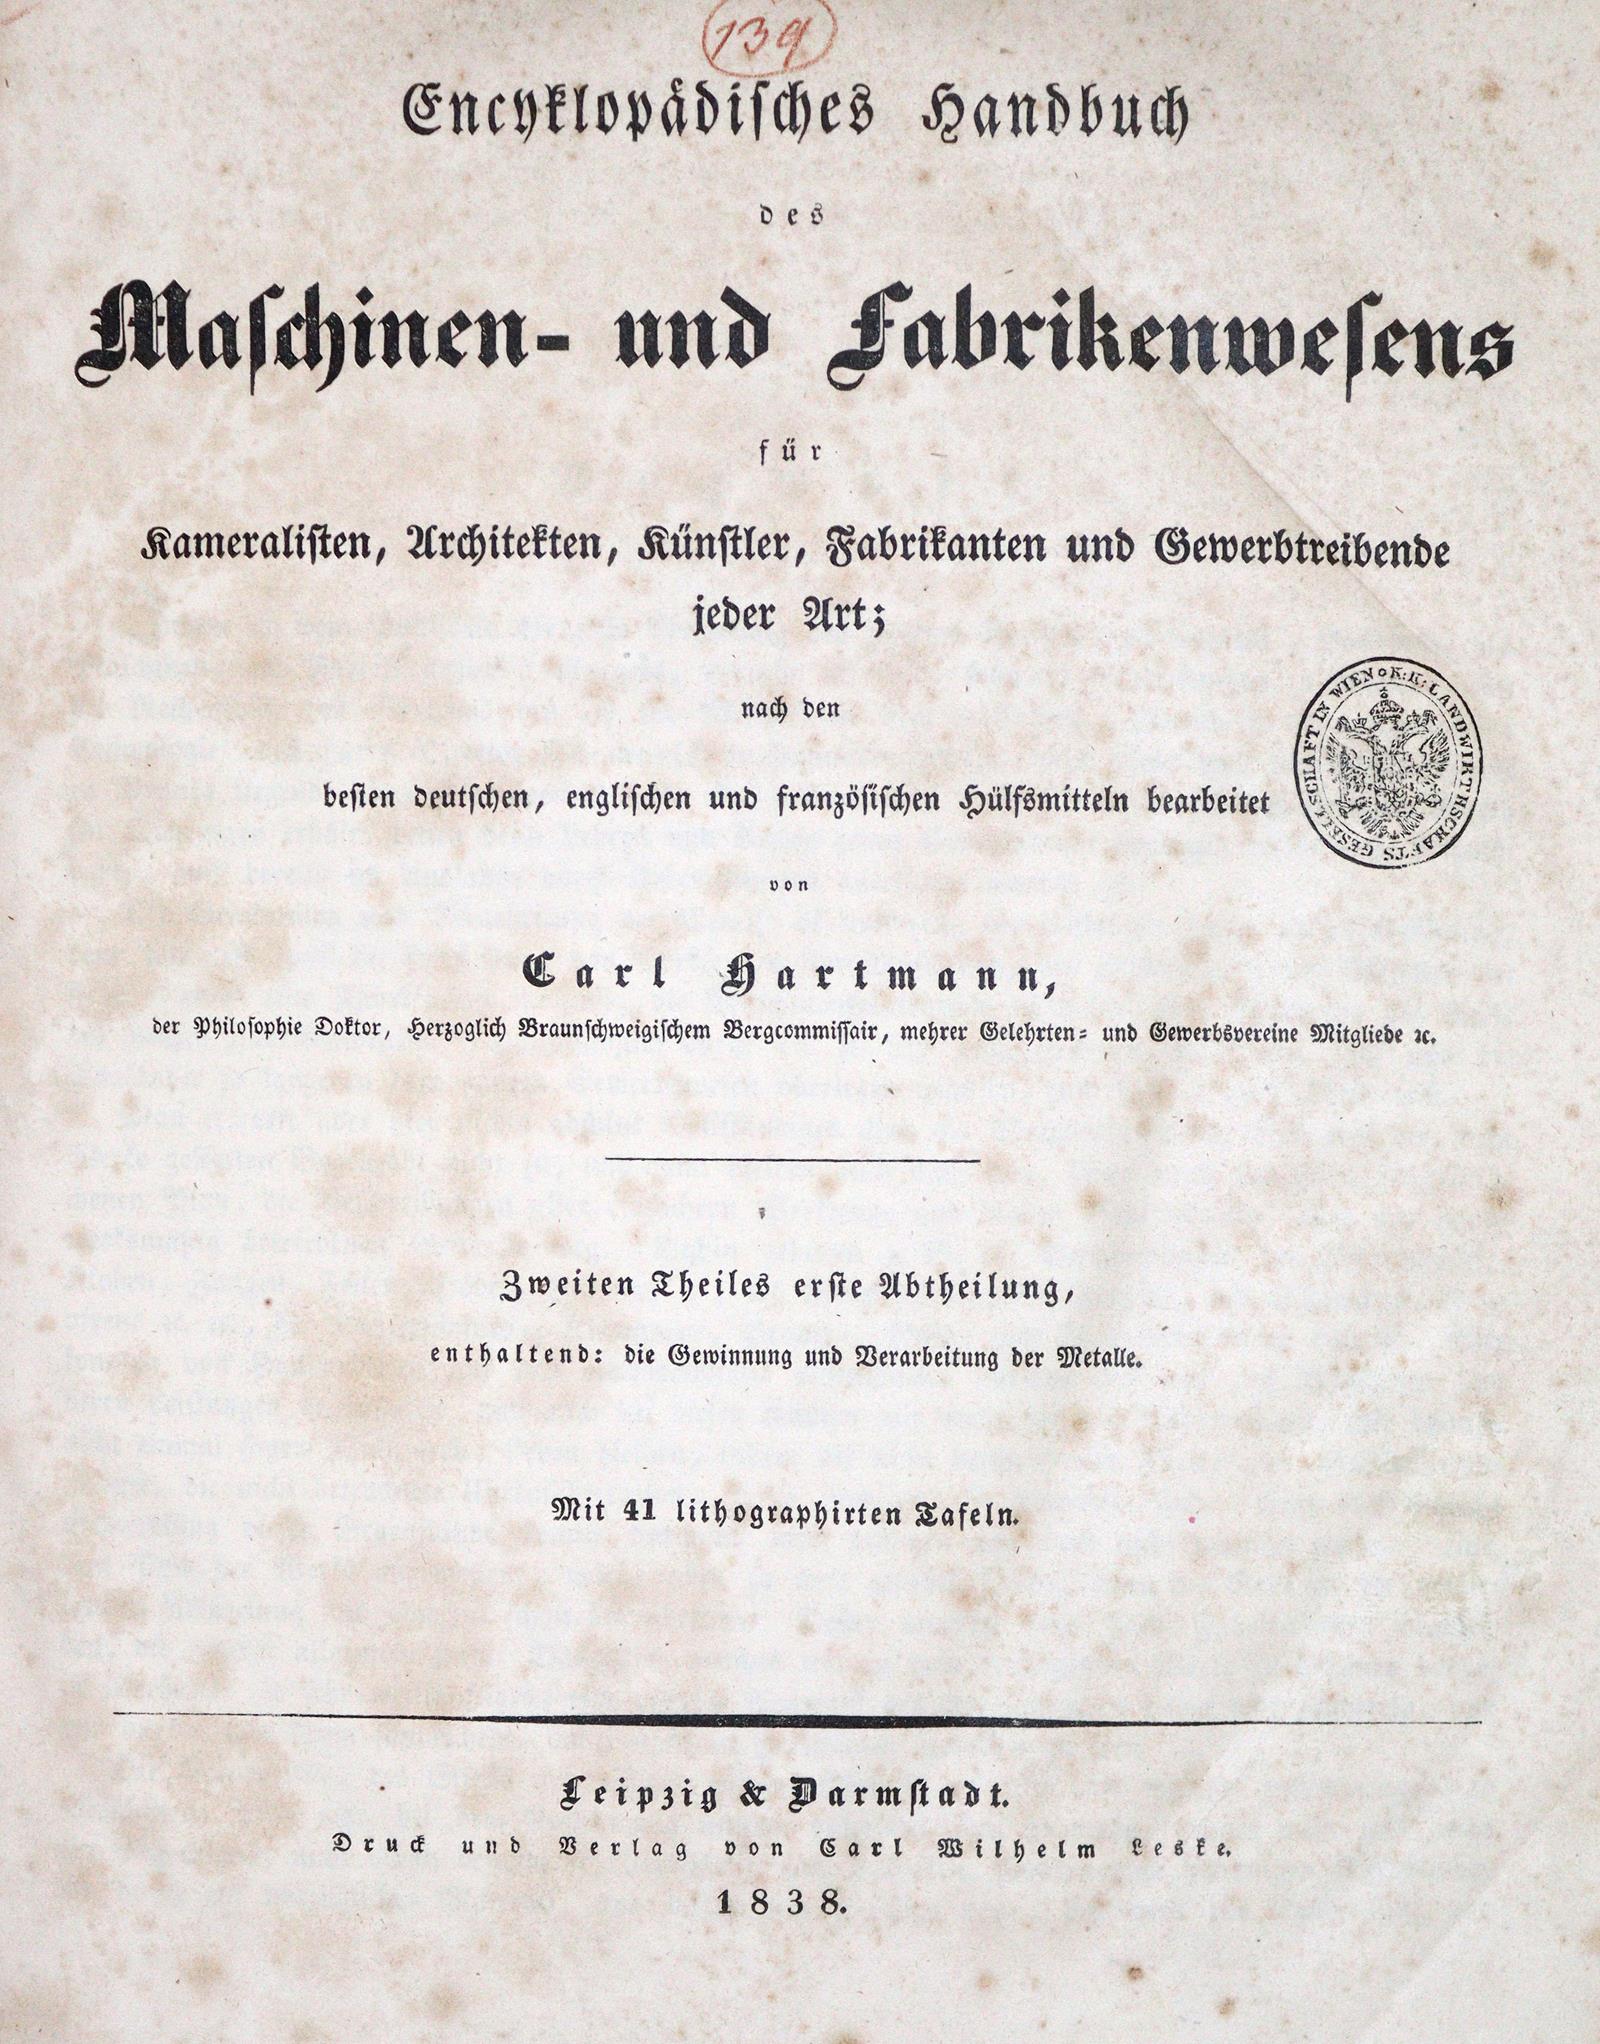 139
Encyklopädisches Handbuch
des
Maschinen- und Fabrikenwesens
für
Kameralisten, Architekten, Künstler, Fabrikanten und Gewerbtreibende
jeder Art;
nach den
besten deutschen, englischen und französischen Hülfsmitteln bearbeitet
K: K: LANDWIRTHSCHAFTS GESELLSCHAFT IN WIEN
von
Carl Hartmann,
der Philosophie Doktor, Herzoglich Braunschweigischem Bergcommissair, mehrer Gelehrten- und Gewerbsvereine Mitgliede ꝛc.
Zweiten Theiles erste Abtheilung,
enthaltend: die Gewinnung und Verarbeitung der Metalle.
Mit 41 lithographirten Tafeln.
Leipzig & Darmstadt.
Druck und Verlag von Carl Wilhelm Leske.
1838.